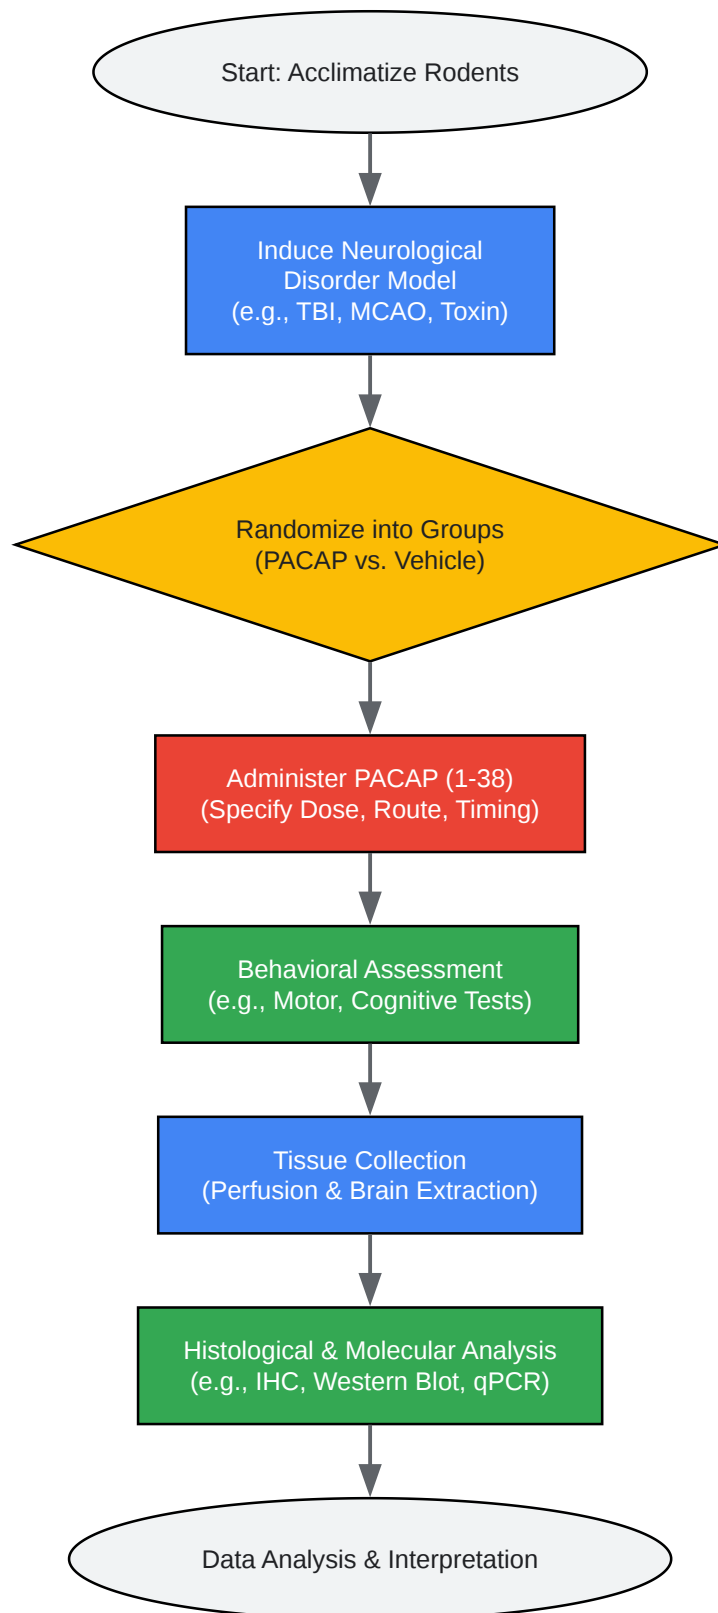 Start: Acclimatize Rodents
Induce Neurological
Disorder Model
(e.g., TBI, MCAO, Toxin)
Randomize into Groups
(PACAP vs. Vehicle)
Administer PACAP (1-38)
(Specify Dose, Route, Timing)
Behavioral Assessment
(e.g., Motor, Cognitive Tests)
Tissue Collection
(Perfusion & Brain Extraction)
Histological & Molecular Analysis
(e.g., IHC, Western Blot, qPCR)
Data Analysis & Interpretation